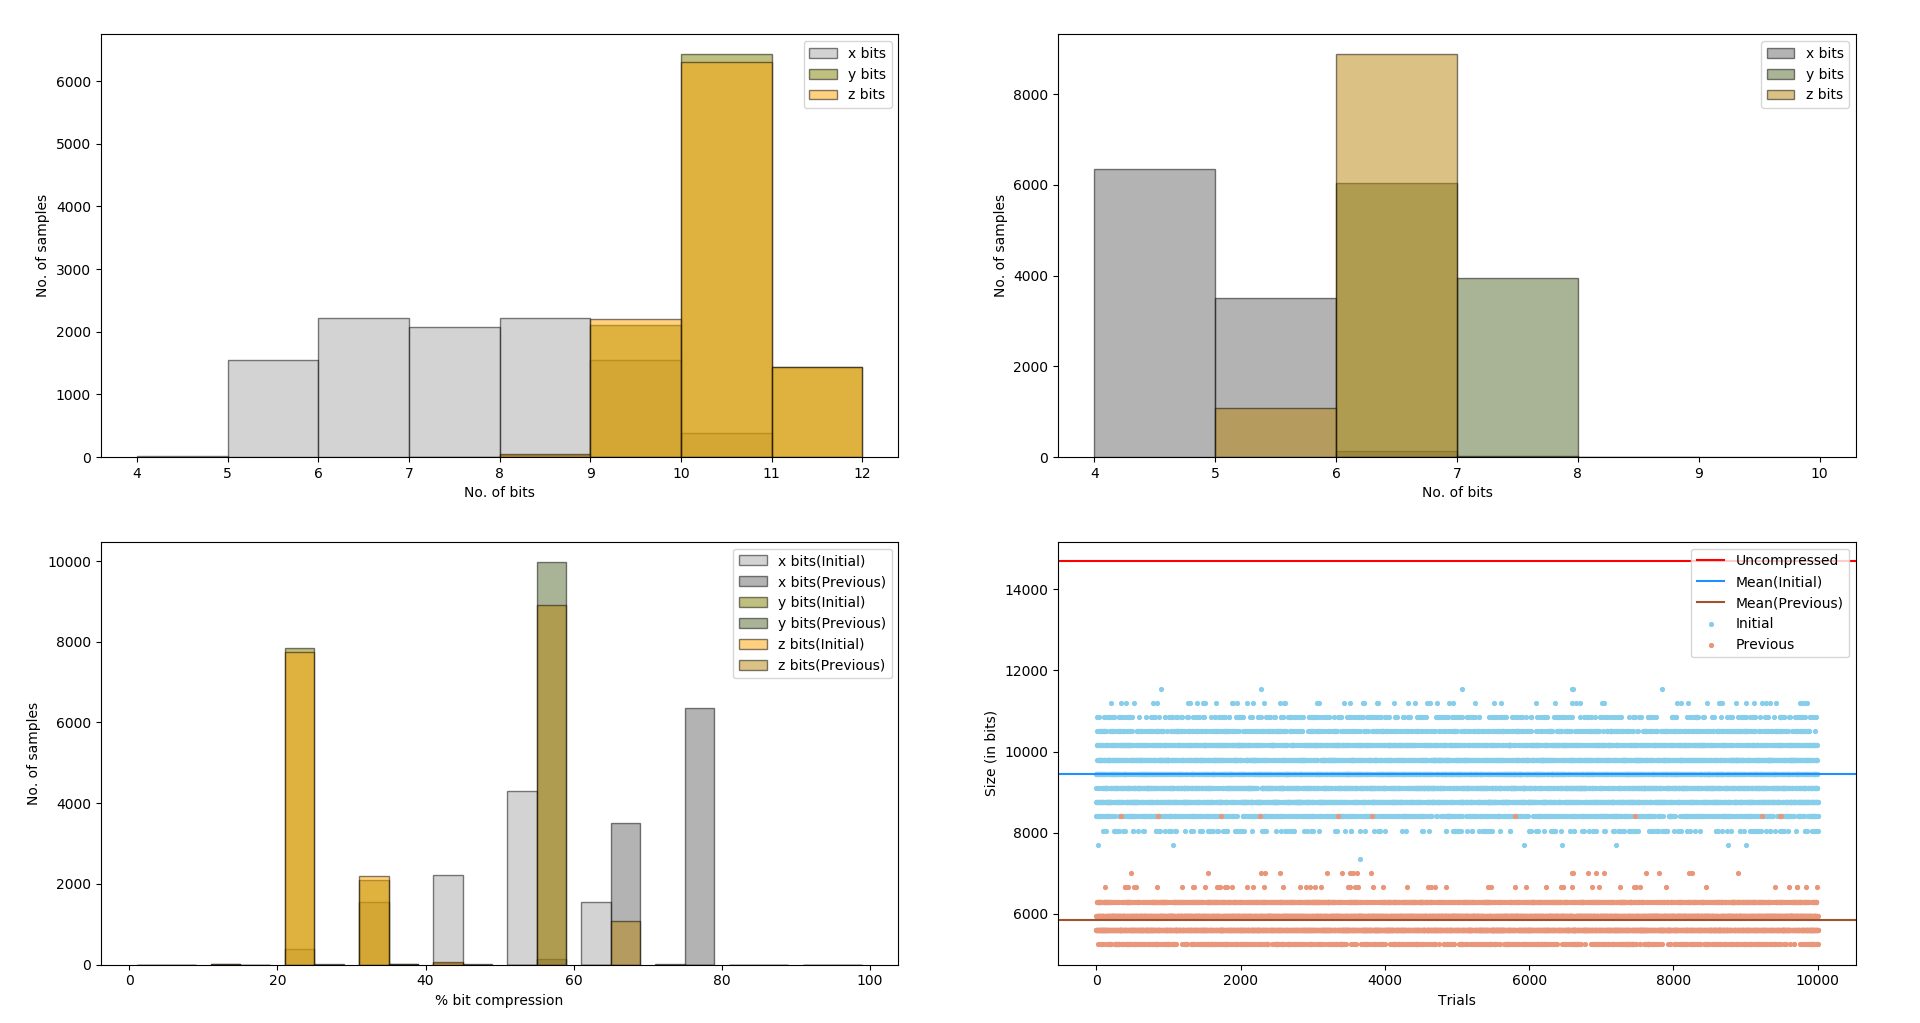 x bits
y bits
z bits
6000
5000
4000
3000
2000
1000
0
No. of samples
4 5 6 7 8 9 10 11 12
No. of bits
x bits
y bits
z bits
8000
6000
4000
2000
0
No. of samples
4 5 6 7 8 9 10
No. of bits
x bits(Initial)
x bits(Previous)
y bits(Initial)
y bits(Previous)
z bits(Initial)
z bits(Previous)
10000
8000
6000
4000
2000
0
No. of samples
0 20 40 60 80 100
% bit compression
Uncompressed
Mean(Initial)
Mean(Previous)
Initial
Previous
14000
12000
10000
8000
6000
Size (in bits)
0 2000 4000 6000 8000 10000
Trials